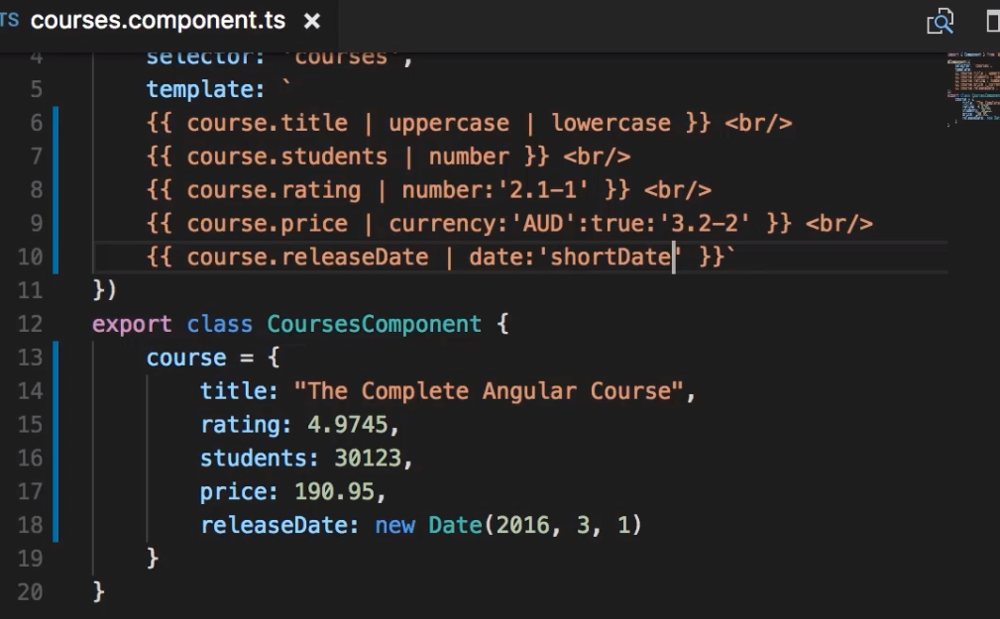 TS courses.component.ts ×
4 selector: 'courses',
5 template: `
6 {{ course.title | uppercase | lowercase }} <br/>
7 {{ course.students | number }} <br/>
8 {{ course.rating | number:'2.1-1' }} <br/>
9 {{ course.price | currency:'AUD':true:'3.2-2' }} <br/>
10 {{ course.releaseDate | date:'shortDate' }}`
11 })
12 export class CoursesComponent {
13 course = {
14 title: "The Complete Angular Course",
15 rating: 4.9745,
16 students: 30123,
17 price: 190.95,
18 releaseDate: new Date(2016, 3, 1)
19 }
20 }